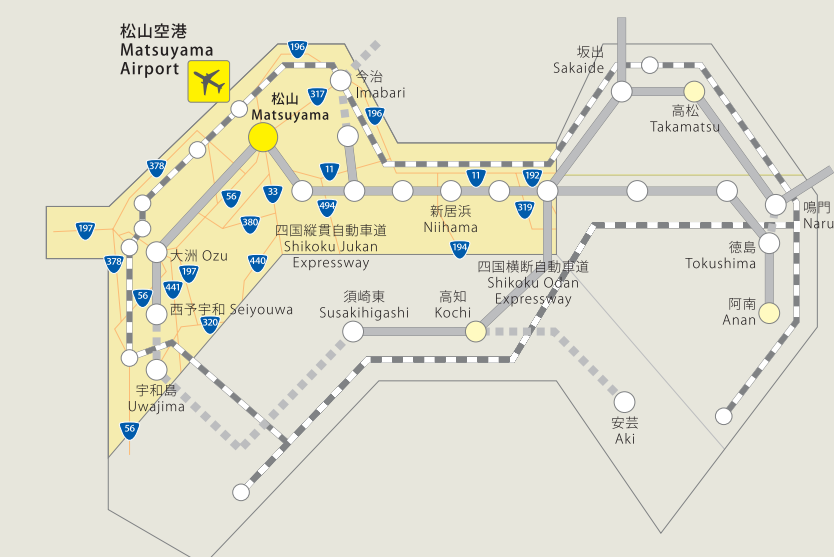 松山空港
Matsuyama
Airport
196
坂出
Sakaide
今治
Imabari
317
松山
Matsuyama
196
高松
Takamatsu
378
11
11
192
56
33
494
319
197
380
新居浜
Niihama
四国縦貫自動車道
Shikoku Jukan
Expressway
鳴門
Naru
194
378
大洲 Ozu
440
197
徳島
Tokushima
四国横断自動車道
Shikoku Odan
Expressway
441
56
須崎東
Susakihigashi
高知
Kochi
西予宇和 Seiyouwa
320
阿南
Anan
宇和島
Uwajima
56
安芸
Aki